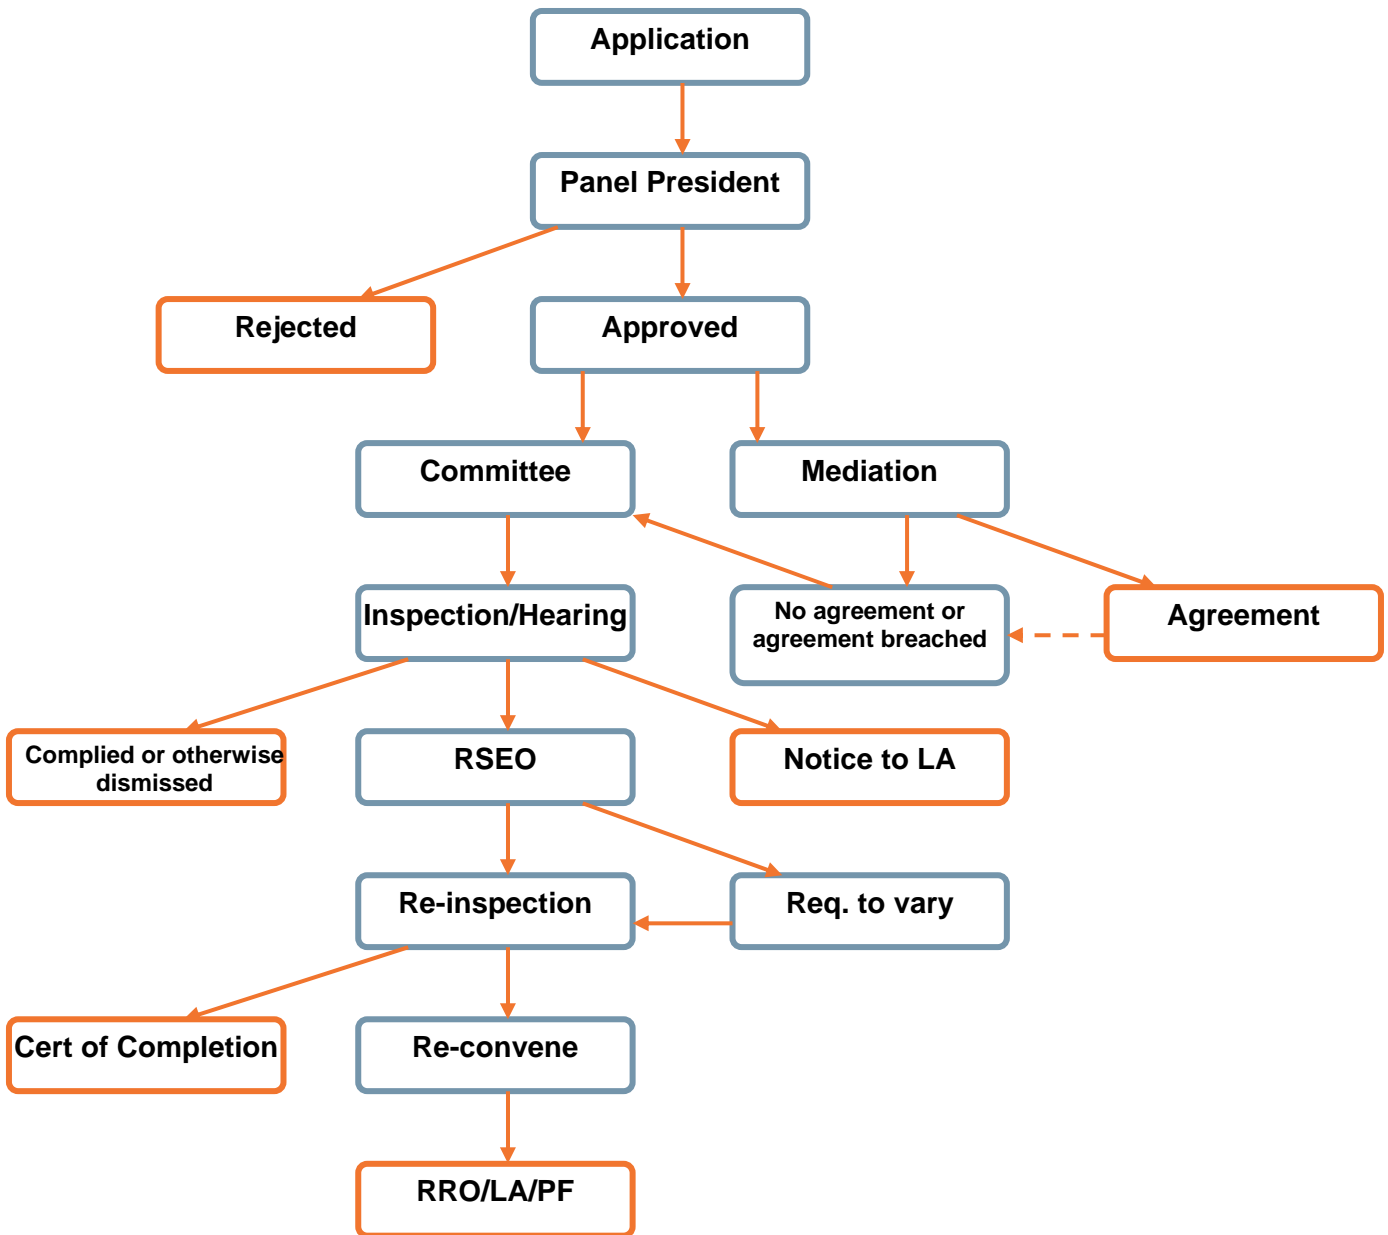 Application
Panel President
Rejected
Approved
Committee
Mediation
Inspection/Hearing
No agreement or
agreement breached
Agreement
Complied or otherwise
dismissed
RSEO
Notice to LA
Re-inspection
Req. to vary
Cert of Completion
Re-convene
RRO/LA/PF